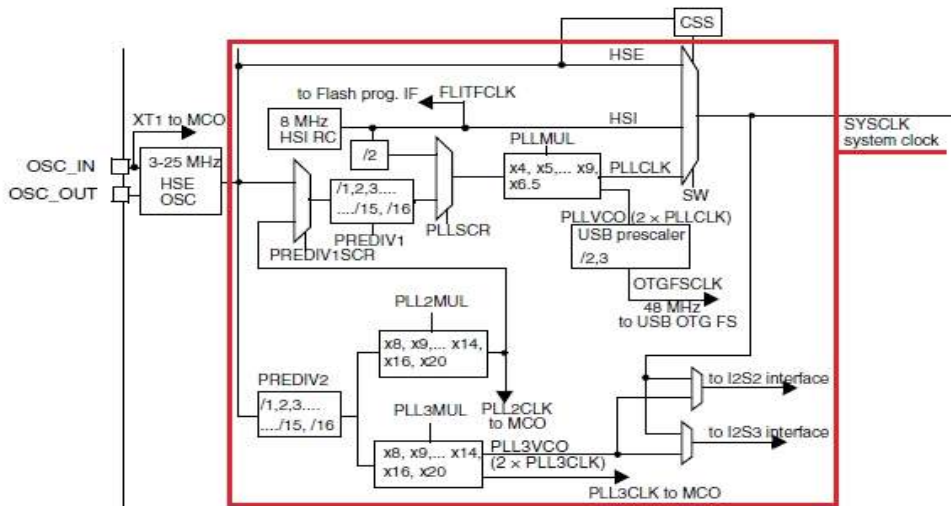 CSS
HSE
to Flash prog. IF
FLITFCLK
XT1 to MCO
8 MHz
HSI RC
HSI
SYSCLK
system clock
OSC_IN
OSC_OUT
3-25 MHz
HSE
OSC
/2
PLLMUL
x4, x5,... x9,
x6.5
PLLCLK
SW
/1,2,3....
..../15, /16
PLLSCR
PREDIV1
PREDIV1SCR
PLLVCO (2 × PLLCLK)
USB prescaler
/2,3
OTGFSCLK
48 MHz
to USB OTG FS
PLL2MUL
x8, x9,... x14,
x16, x20
PREDIV2
/1,2,3....
..../15, /16
PLL2CLK
to MCO
to I2S2 interface
PLL3MUL
x8, x9,... x14,
x16, x20
PLL3VCO
(2 × PLL3CLK)
to I2S3 interface
PLL3CLK to MCO